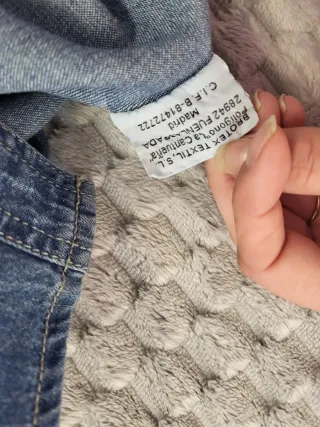 BROTEX TEXTIL, S.L.
Polígono "La Cantueña"
28942 FUENLABRADA
Madrid
C.I.F. B-81472722